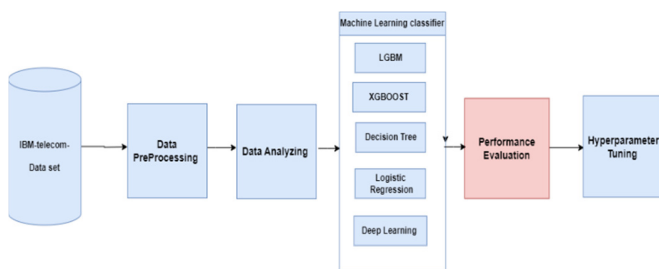 Machine Learning classifier
LGBM
XGBOOST
Decision Tree
Logistic
Regression
Deep Learning
IBM-telecom-
Data set
Data
PreProcessing
Data Analyzing
Performance
Evaluation
Hyperparameter
Tuning